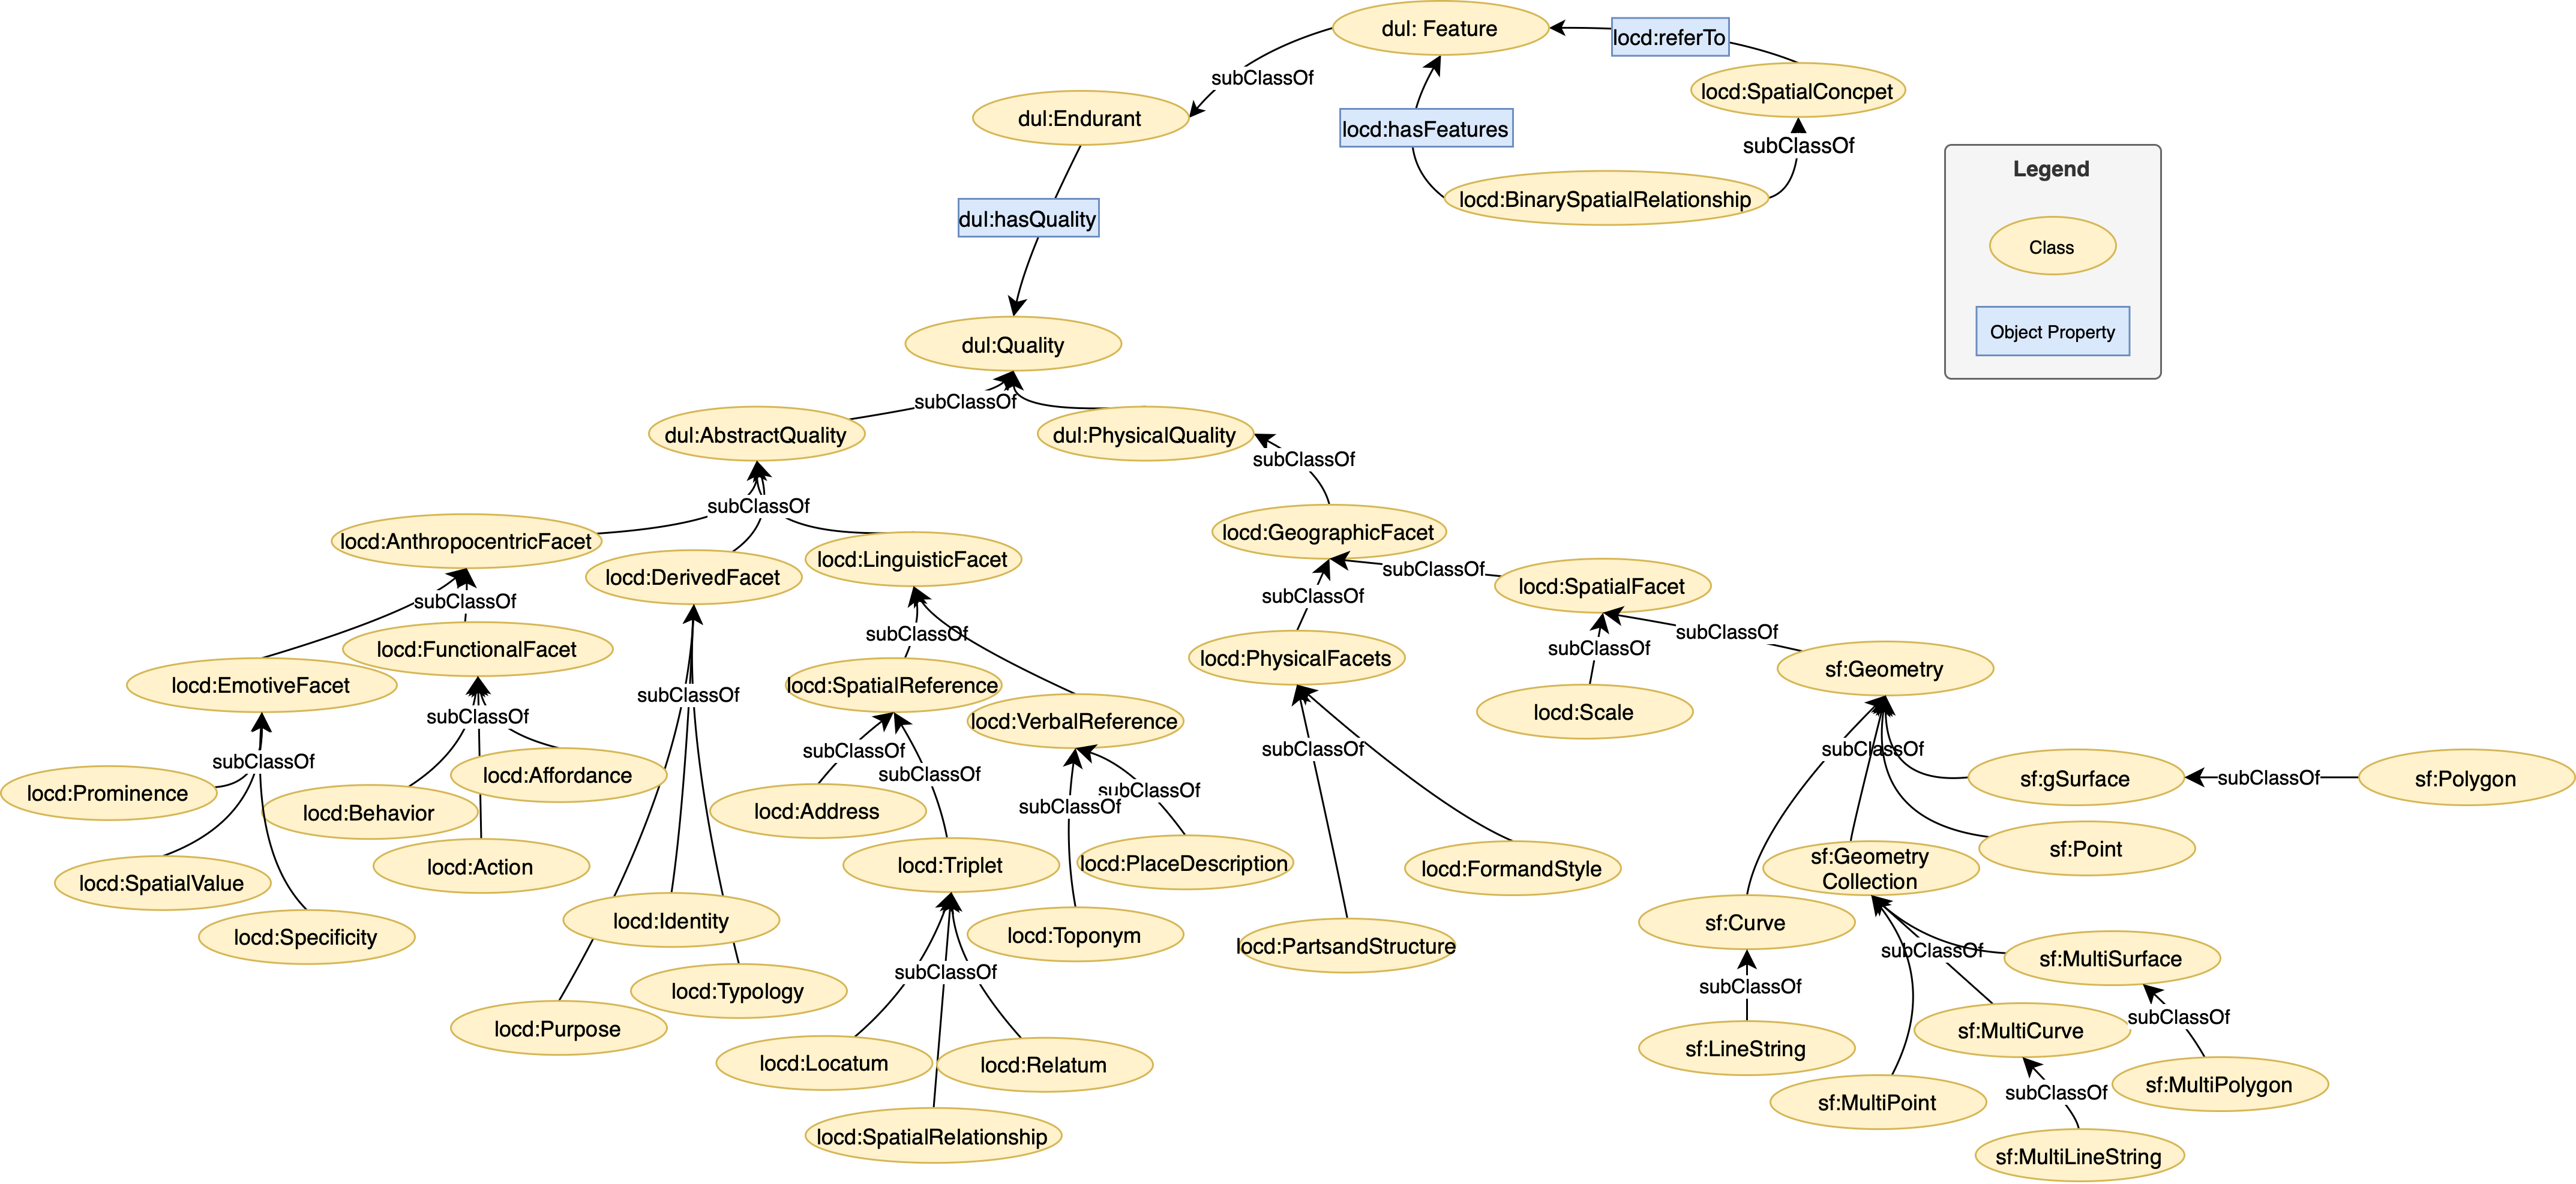 dul: Feature
locd:referTo
subClassOf
locd:SpatialConcpet
dul:Endurant
locd:hasFeatures
subClassOf
Legend
locd:BinarySpatialRelationship
dul:hasQuality
Class
Object Property
dul:Quality
subClassOf
dul:AbstractQuality
dul:PhysicalQuality
subClassOf
subClassOf
locd:GeographicFacet
locd:AnthropocentricFacet
locd:LinguisticFacet
subClassOf
locd:DerivedFacet
locd:SpatialFacet
subClassOf
subClassOf
subClassOf
subClassOf
locd:FunctionalFacet
subClassOf
locd:PhysicalFacets
sf:Geometry
locd:EmotiveFacet
locd:SpatialReference
subClassOf
subClassOf
locd:Scale
subClassOf
locd:VerbalReference
subClassOf
subClassOf
subClassOf
subClassOf
subClassOf
locd:Affordance
subClassOf
sf:gSurface
subClassOf
sf:Polygon
locd:Prominence
subClassOf
subClassOf
locd:Behavior
locd:Address
sf:Point
sf:Geometry
Collection
locd:Action
locd:Triplet
locd:PlaceDescription
locd:FormandStyle
locd:SpatialValue
locd:Identity
sf:Curve
locd:Specificity
locd:Toponym
locd:PartsandStructure
subClassOf
sf:MultiSurface
subClassOf
subClassOf
locd:Typology
subClassOf
locd:Purpose
sf:MultiCurve
sf:LineString
locd:Locatum
locd:Relatum
sf:MultiPolygon
subClassOf
sf:MultiPoint
locd:SpatialRelationship
sf:MultiLineString